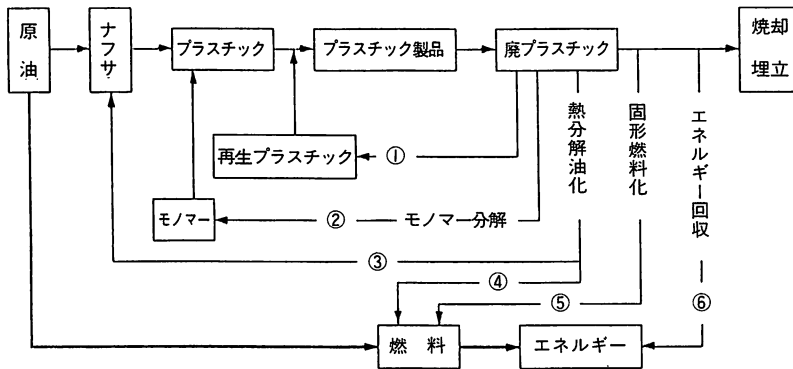 原油
ナフサ
プラスチック
プラスチック製品
廃プラスチック
焼却
埋立
熱分解油化
固形燃料化
エネルギー回収
再生プラスチック
①
モノマー
②
モノマー分解
③
④
⑤
⑥
燃料
エネルギー